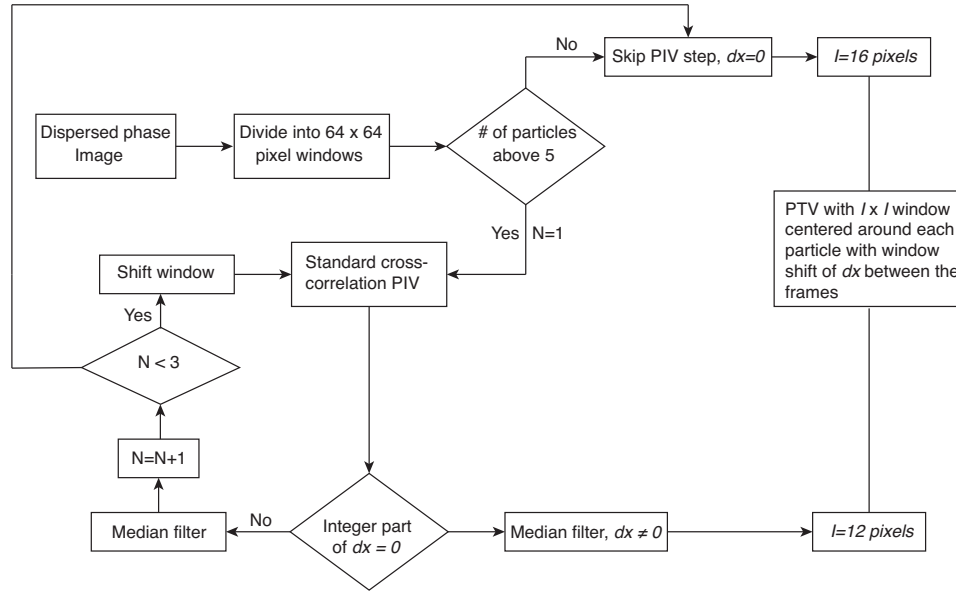 No
Skip PIV step, dx=0
I=16 pixels
Dispersed phase
Image
Divide into 64 x 64
pixel windows
# of particles
above 5
PTV with I x I window
centered around each
particle with window
shift of dx between the
frames
Yes
N=1
Shift window
Standard cross-
correlation PIV
Yes
N < 3
N=N+1
Median filter
No
Integer part
of dx = 0
Median filter, dx ≠ 0
I=12 pixels